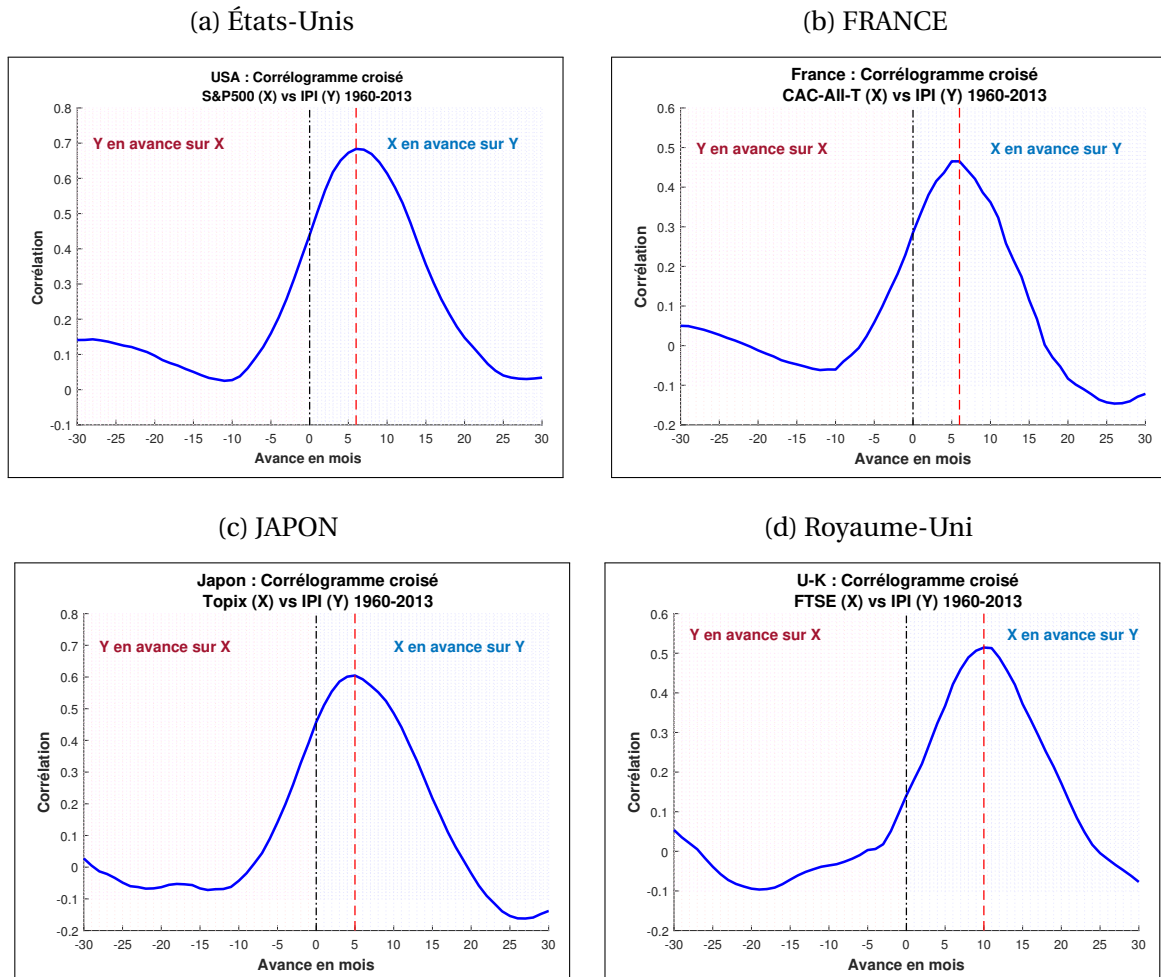 (a) États-Unis
USA : Corrélogramme croisé
S&P500 (X) vs IPI (Y) 1960-2013
Y en avance sur X
X en avance sur Y
Corrélation
0.8
0.7
0.6
0.5
0.4
0.3
0.2
0.1
0
-0.1
-30 -25 -20 -15 -10 -5 0 5 10 15 20 25 30
Avance en mois
(b) FRANCE
France : Corrélogramme croisé
CAC-All-T (X) vs IPI (Y) 1960-2013
Y en avance sur X
X en avance sur Y
Corrélation
0.6
0.5
0.4
0.3
0.2
0.1
0
-0.1
-0.2
-30 -25 -20 -15 -10 -5 0 5 10 15 20 25 30
Avance en mois
(c) JAPON
Japon : Corrélogramme croisé
Topix (X) vs IPI (Y) 1960-2013
Y en avance sur X
X en avance sur Y
Corrélation
0.8
0.7
0.6
0.5
0.4
0.3
0.2
0.1
0
-0.1
-0.2
-30 -25 -20 -15 -10 -5 0 5 10 15 20 25 30
Avance en mois
(d) Royaume-Uni
U-K : Corrélogramme croisé
FTSE (X) vs IPI (Y) 1960-2013
Y en avance sur X
X en avance sur Y
Corrélation
0.6
0.5
0.4
0.3
0.2
0.1
0
-0.1
-0.2
-30 -25 -20 -15 -10 -5 0 5 10 15 20 25 30
Avance en mois